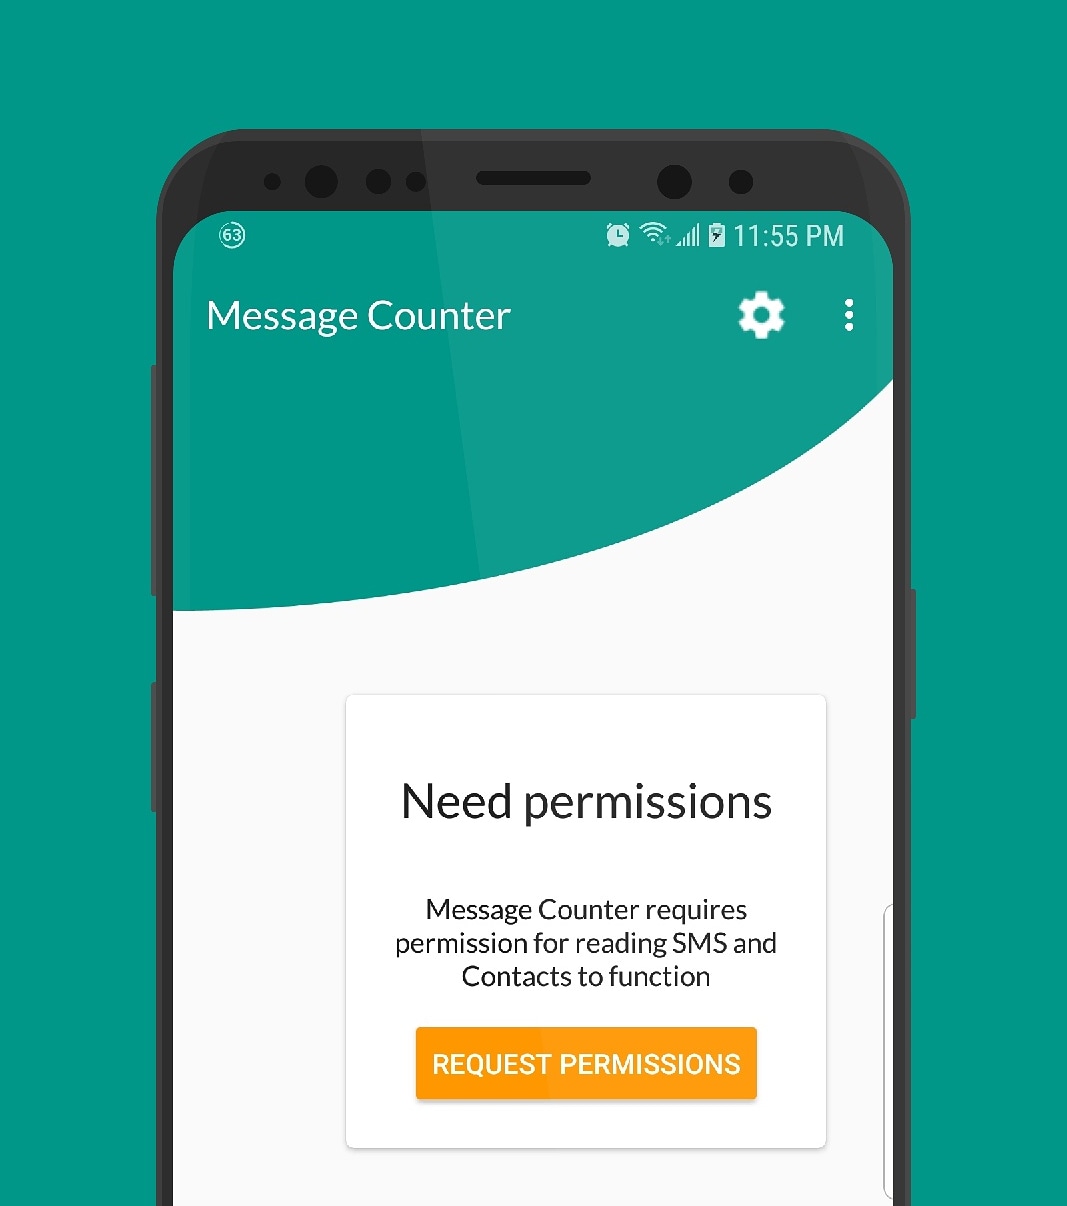 63
11:55 PM
Message Counter
Need permissions
Message Counter requires
permission for reading SMS and
Contacts to function
REQUEST PERMISSIONS